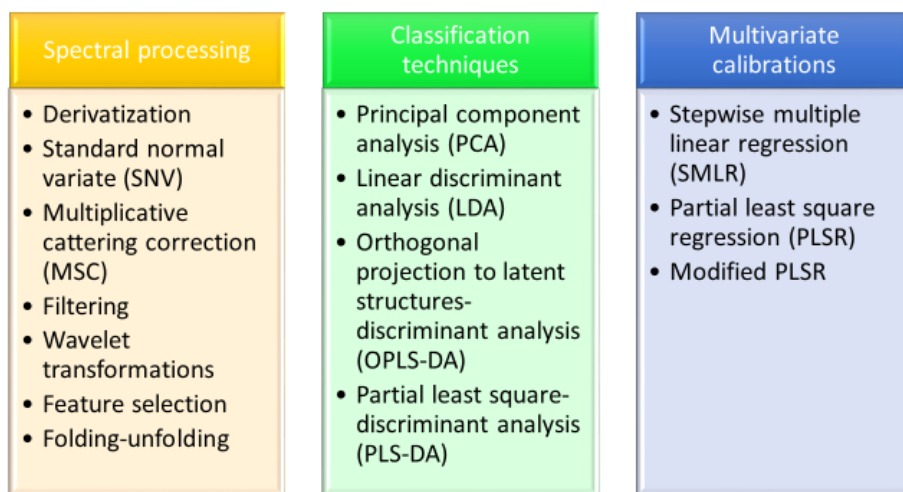 Spectral processing
• Derivatization
• Standard normal
variate (SNV)
• Multiplicative
cattering correction
(MSC)
• Filtering
• Wavelet
transformations
• Feature selection
• Folding-unfolding
Classification
techniques
• Principal component
analysis (PCA)
• Linear discriminant
analysis (LDA)
• Orthogonal
projection to latent
structures-
discriminant analysis
(OPLS-DA)
• Partial least square-
discriminant analysis
(PLS-DA)
Multivariate
calibrations
• Stepwise multiple
linear regression
(SMLR)
• Partial least square
regression (PLSR)
• Modified PLSR